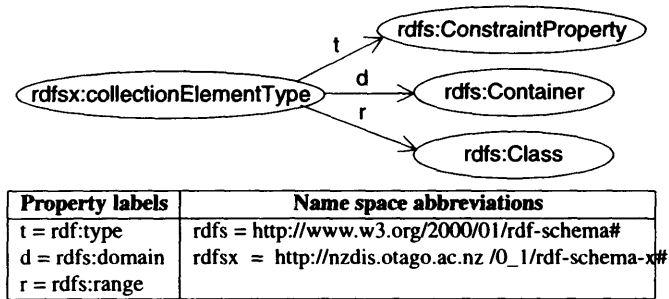 rdfs:ConstraintProperty
t
d
rdfsx:collectionElementType
rdfs:Container
r
rdfs:Class
Property labels Name space abbreviations
t = rdf:type rdfs = http://www.w3.org/2000/01/rdf-schema#
d = rdfs:domain rdfsx = http://nzdis.otago.ac.nz /0_1/rdf-schema-x#
r = rdfs:range